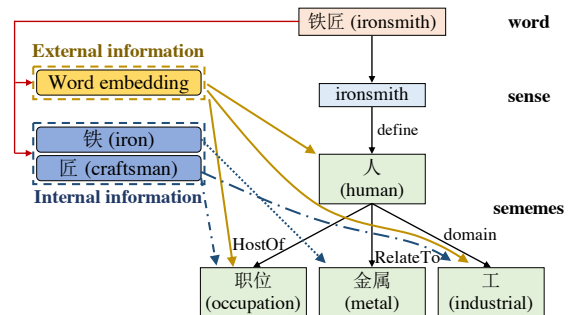 铁匠 (ironsmith)
word
External information
Word embedding
ironsmith
sense
define
铁 (iron)
匠 (craftsman)
Internal information
人
(human)
sememes
HostOf
RelateTo
domain
职位
(occupation)
金属
(metal)
工
(industrial)